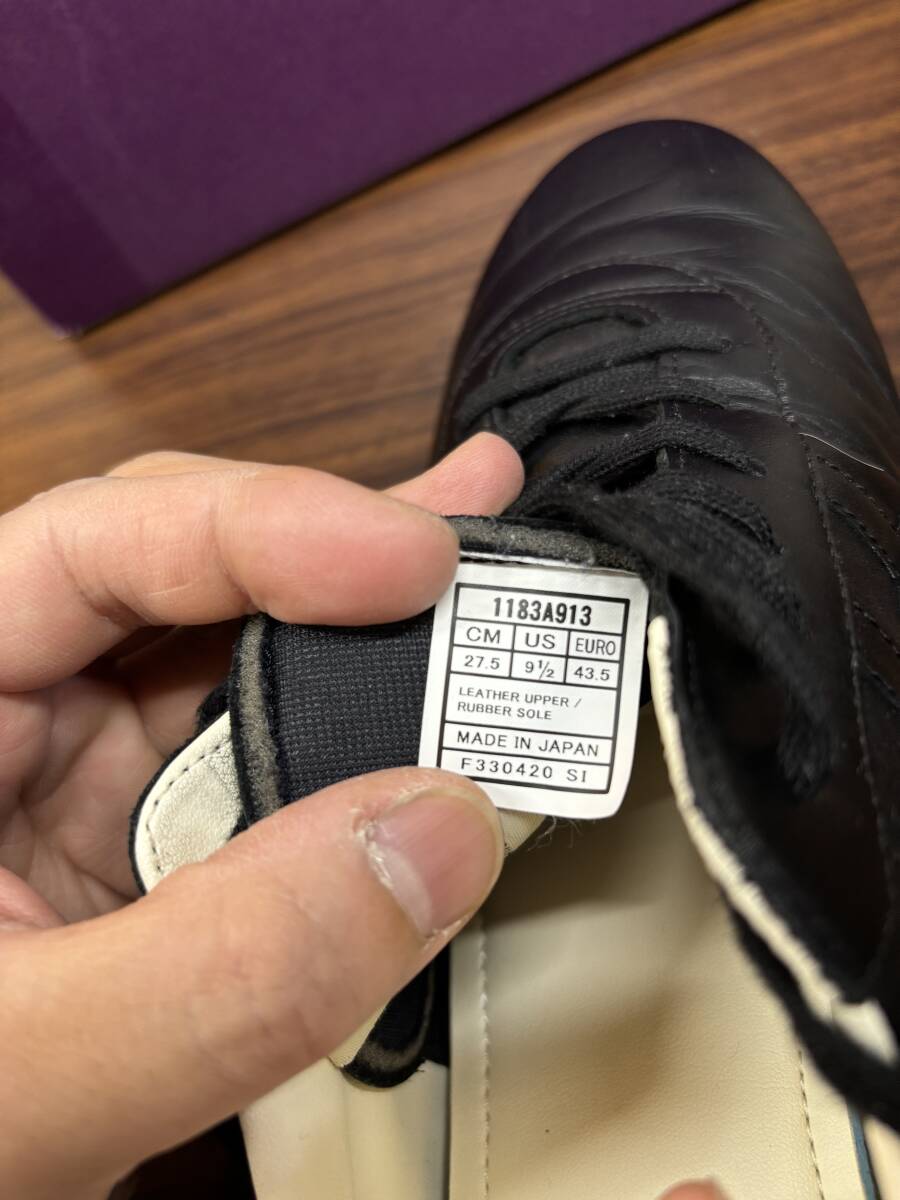 1183A913
CM US EURO
27.5 9½ 43.5
LEATHER UPPER /
RUBBER SOLE
MADE IN JAPAN
F330420 SI